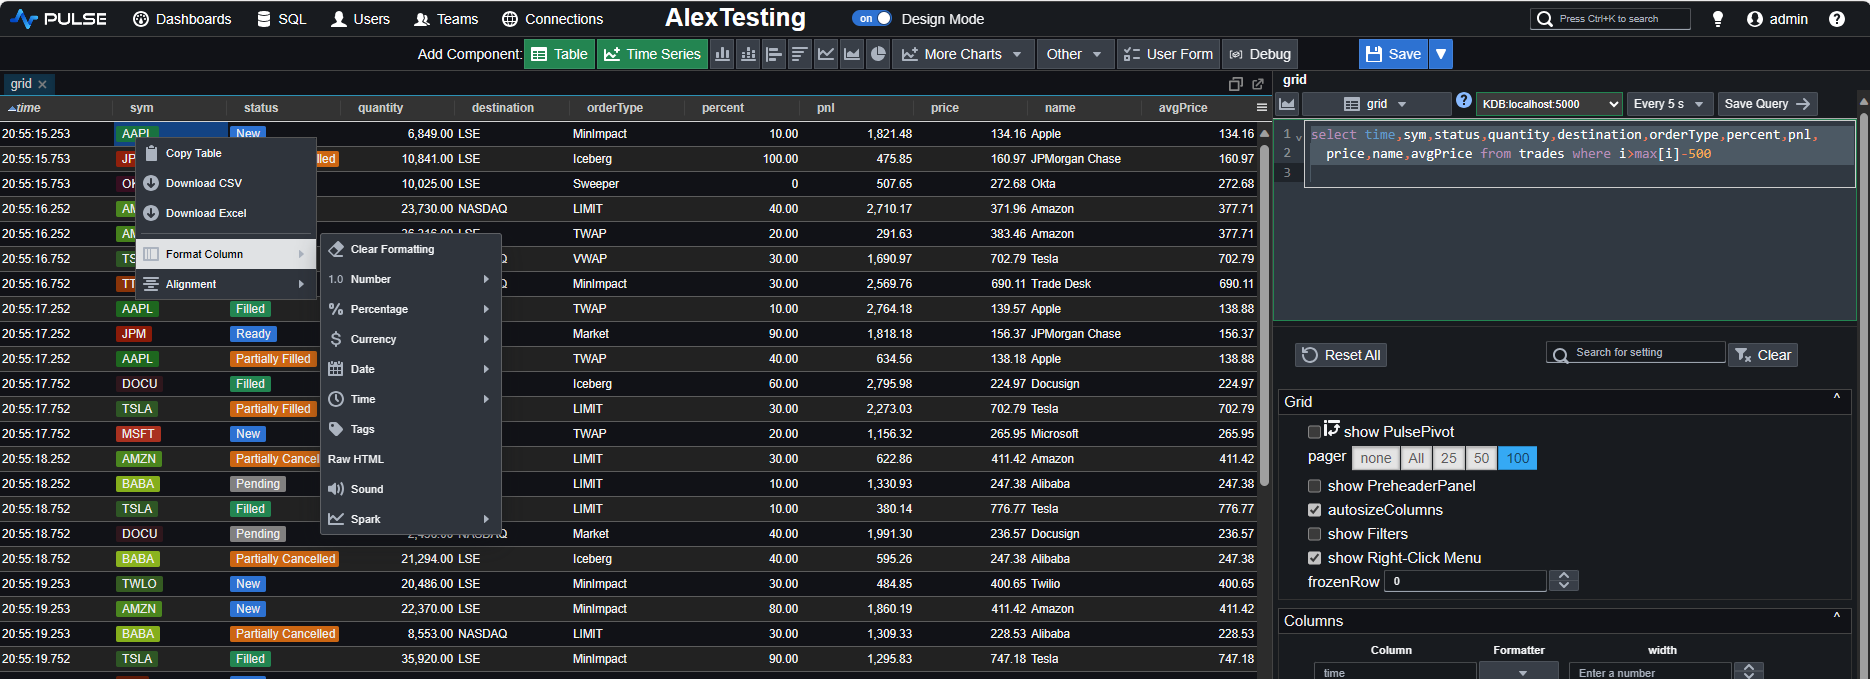 PULSE Dashboards SQL Users Teams Connections AlexTesting on Design Mode Press Ctrl+K to search admin
Add Component: Table Time Series More Charts Other User Form Debug Save
grid
time sym status quantity destination orderType percent pnl price name avgPrice
20:55:15.253 AAPL New 6,849.00 LSE MinImpact 10.00 1,821.48 134.16 Apple 134.16
20:55:15.753 JP lled 10,841.00 LSE Iceberg 100.00 475.85 160.97 JPMorgan Chase 160.97
20:55:15.753 OK 10,025.00 LSE Sweeper 0 507.65 272.68 Okta 272.68
20:55:16.252 AM 23,730.00 NASDAQ LIMIT 40.00 2,710.17 371.96 Amazon 377.71
20:55:16.252 AM 26,316.00 LSE TWAP 20.00 291.63 383.46 Amazon 377.71
20:55:16.752 TS Q VWAP 30.00 1,690.97 702.79 Tesla 702.79
20:55:16.752 TT Q MinImpact 30.00 2,569.76 690.11 Trade Desk 690.11
20:55:17.252 AAPL Filled TWAP 10.00 2,764.18 139.57 Apple 138.88
20:55:17.252 JPM Ready Market 90.00 1,818.18 156.37 JPMorgan Chase 156.37
20:55:17.252 AAPL Partially Filled TWAP 40.00 634.56 138.18 Apple 138.88
20:55:17.752 DOCU Filled Iceberg 60.00 2,795.98 224.97 Docusign 224.97
20:55:17.752 TSLA Partially Filled LIMIT 30.00 2,273.03 702.79 Tesla 702.79
20:55:17.752 MSFT New TWAP 20.00 1,156.32 265.95 Microsoft 265.95
20:55:18.252 AMZN Partially Cancel LIMIT 30.00 622.86 411.42 Amazon 411.42
20:55:18.252 BABA Pending LIMIT 10.00 1,330.93 247.38 Alibaba 247.38
20:55:18.752 TSLA Filled LIMIT 10.00 380.14 776.77 Tesla 776.77
20:55:18.752 DOCU Pending Market 40.00 1,991.30 236.57 Docusign 236.57
20:55:18.752 BABA Partially Cancelled 21,294.00 LSE Iceberg 40.00 595.26 247.38 Alibaba 247.38
20:55:19.253 TWLO New 20,486.00 LSE MinImpact 30.00 484.85 400.65 Twilio 400.65
20:55:19.253 AMZN New 22,370.00 LSE MinImpact 80.00 1,860.19 411.42 Amazon 411.42
20:55:19.253 BABA Partially Cancelled 8,553.00 NASDAQ LIMIT 30.00 1,309.33 228.53 Alibaba 228.53
20:55:19.752 TSLA Filled 35,920.00 LSE MinImpact 90.00 1,295.83 747.18 Tesla 747.18
Copy Table
Download CSV
Download Excel
Format Column
Alignment
Clear Formatting
1.0 Number
% Percentage
$ Currency
Date
Time
Tags
Raw HTML
Sound
Spark
grid
grid ? KDB:localhost:5000 Every 5 s Save Query
1 select time,sym,status,quantity,destination,orderType,percent,pnl,
2 price,name,avgPrice from trades where i>max[i]-500
3
Reset All Search for setting Clear
Grid
show PulsePivot
pager none All 25 50 100
show PreheaderPanel
autosizeColumns
show Filters
show Right-Click Menu
frozenRow 0
Columns
Column Formatter width
time Enter a number